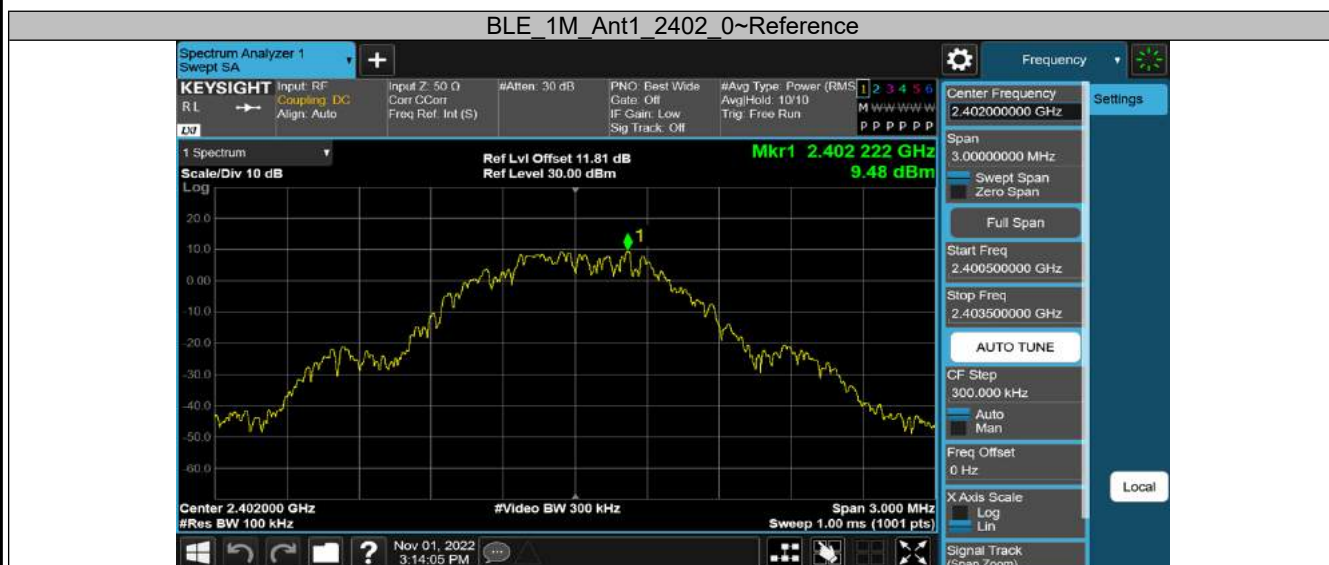 BLE_1M_Ant1_2402_0~Reference
Spectrum Analyzer 1
Swept SA
Frequency
KEYSIGHT
RL
LXI
Input: RF
Coupling: DC
Align: Auto
Input Z: 50 Ω
Corr CCorr
Freq Ref: Int (S)
#Atten: 30 dB
PNO: Best Wide
Gate: Off
IF Gain: Low
Sig Track: Off
#Avg Type: Power (RMS
Avg|Hold: 10/10
Trig: Free Run
1 2 3 4 5 6
M W W W W W
P P P P P P
1 Spectrum
Scale/Div 10 dB
Log
Ref Lvl Offset 11.81 dB
Ref Level 30.00 dBm
Mkr1 2.402 222 GHz
9.48 dBm
20.0
10.0
0.00
-10.0
-20.0
-30.0
-40.0
-50.0
-60.0
1
Center 2.402000 GHz
#Res BW 100 kHz
#Video BW 300 kHz
Span 3.000 MHz
Sweep 1.00 ms (1001 pts)
Nov 01, 2022
3:14:05 PM
Center Frequency
2.402000000 GHz
Settings
Span
3.00000000 MHz
Swept Span
Zero Span
Full Span
Start Freq
2.400500000 GHz
Stop Freq
2.403500000 GHz
AUTO TUNE
CF Step
300.000 kHz
Auto
Man
Freq Offset
0 Hz
X Axis Scale
Log
Lin
Local
Signal Track
(Span Zoom)